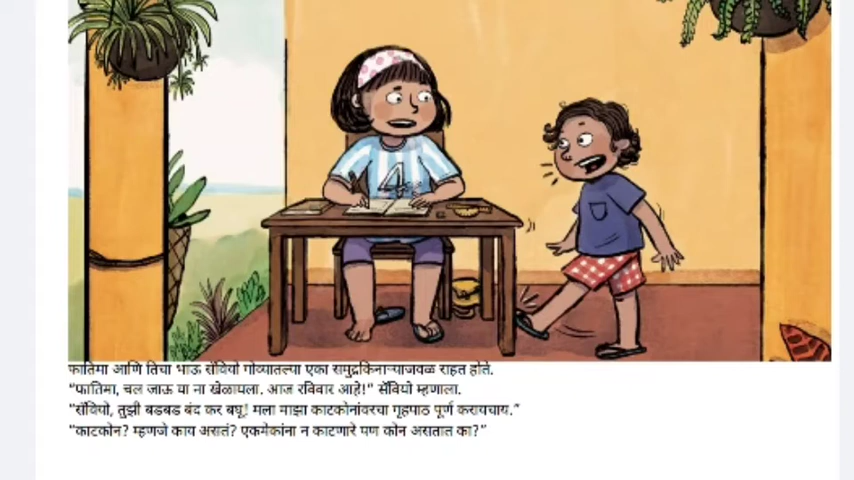 4
फातिमा आणि तिचा भाऊ सॅवियो गोव्यातल्या एका समुद्रकिनाऱ्याजवळ राहत होते.
"फातिमा, चल जाऊ या ना खेळायला. आज रविवार आहे!" सॅवियो म्हणाला.
"सॅवियो, तुझी बडबड बंद कर बघू! मला माझा काटकोनांवरचा गृहपाठ पूर्ण करायचाय."
"काटकोन? म्हणजे काय असतं? एकमेकांना न काटणारे पण कोन असतात का?"